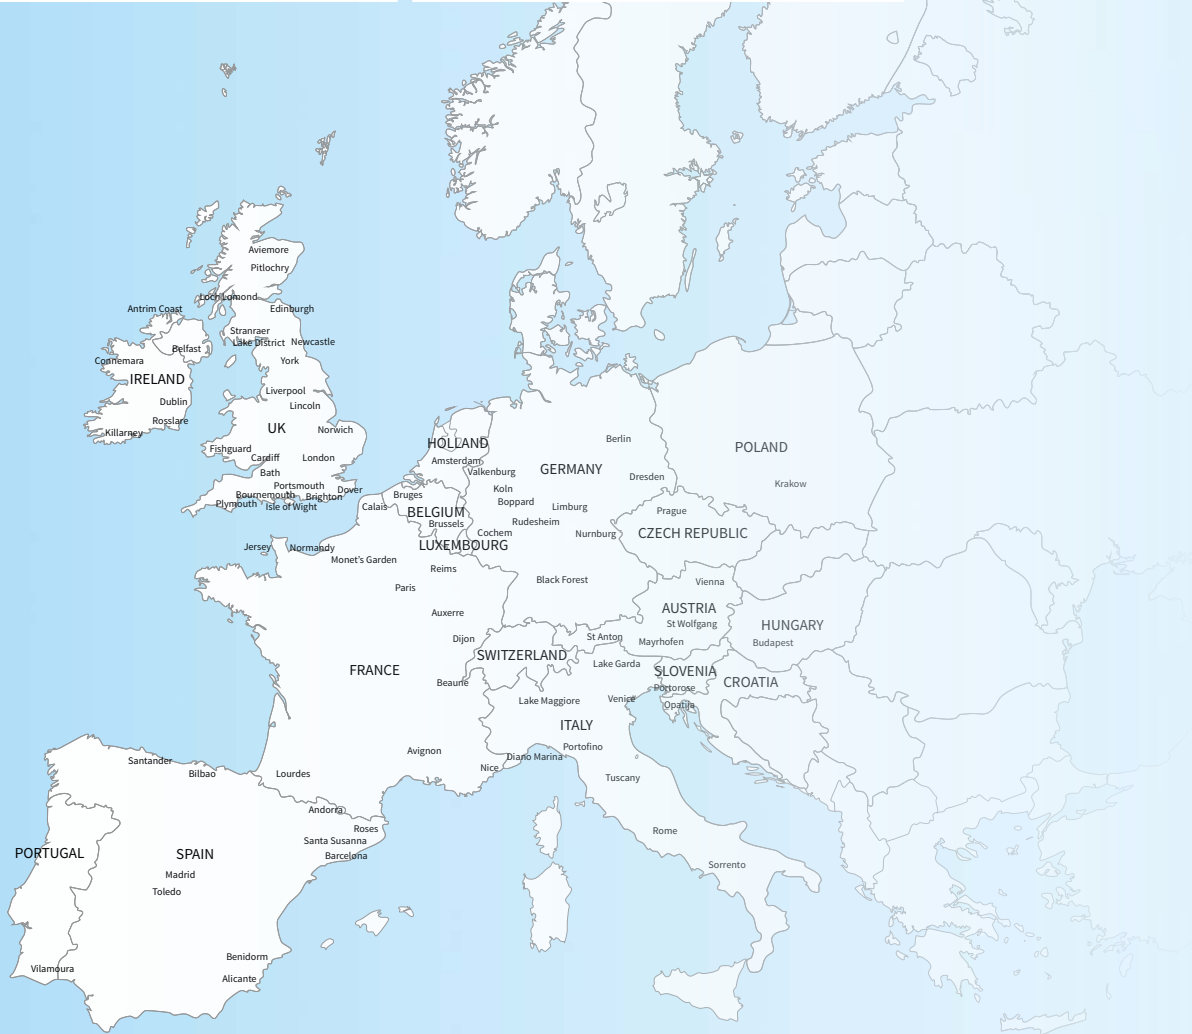 Aviemore
Pitlochry
Loch Lomond
Antrim Coast
Edinburgh
Stranraer
Lake District
Newcastle
Belfast
Connemara
York
IRELAND
Liverpool
Dublin
Lincoln
Rosslare
UK
Norwich
Killarney
Fishguard
Cardiff
London
Bath
Portsmouth
Dover
Bournemouth
Brighton
Plymouth
Isle of Wight
HOLLAND
Amsterdam
Valkenburg
Berlin
GERMANY
POLAND
Dresden
Krakow
Koln
Bruges
Boppard
Calais
Limburg
BELGIUM
Prague
Brussels
Rudesheim
Cochem
Nurnburg
CZECH REPUBLIC
Jersey
Normandy
LUXEMBOURG
Monet's Garden
Reims
Black Forest
Vienna
Paris
AUSTRIA
Auxerre
St Wolfgang
HUNGARY
Dijon
St Anton
Mayrhofen
Budapest
SWITZERLAND
Lake Garda
FRANCE
SLOVENIA
Beaune
Portorose
CROATIA
Lake Maggiore
Venice
Opatija
ITALY
Avignon
Portofino
Diano Marina
Santander
Nice
Bilbao
Lourdes
Tuscany
Andorra
Roses
Rome
Santa Susanna
PORTUGAL
SPAIN
Barcelona
Sorrento
Madrid
Toledo
Benidorm
Vilamoura
Alicante